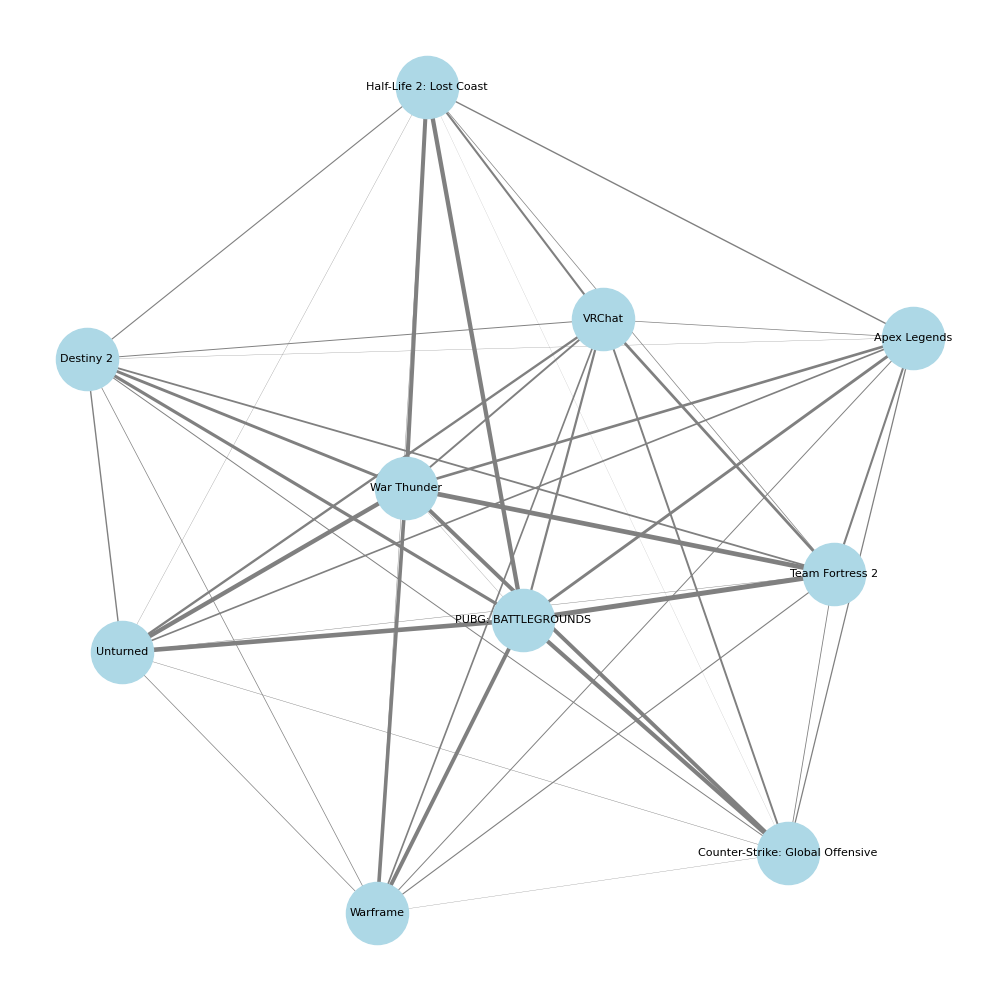 Half-Life 2: Lost Coast
VRChat
Apex Legends
Destiny 2
War Thunder
Team Fortress 2
PUBG: BATTLEGROUNDS
Unturned
Counter-Strike: Global Offensive
Warframe